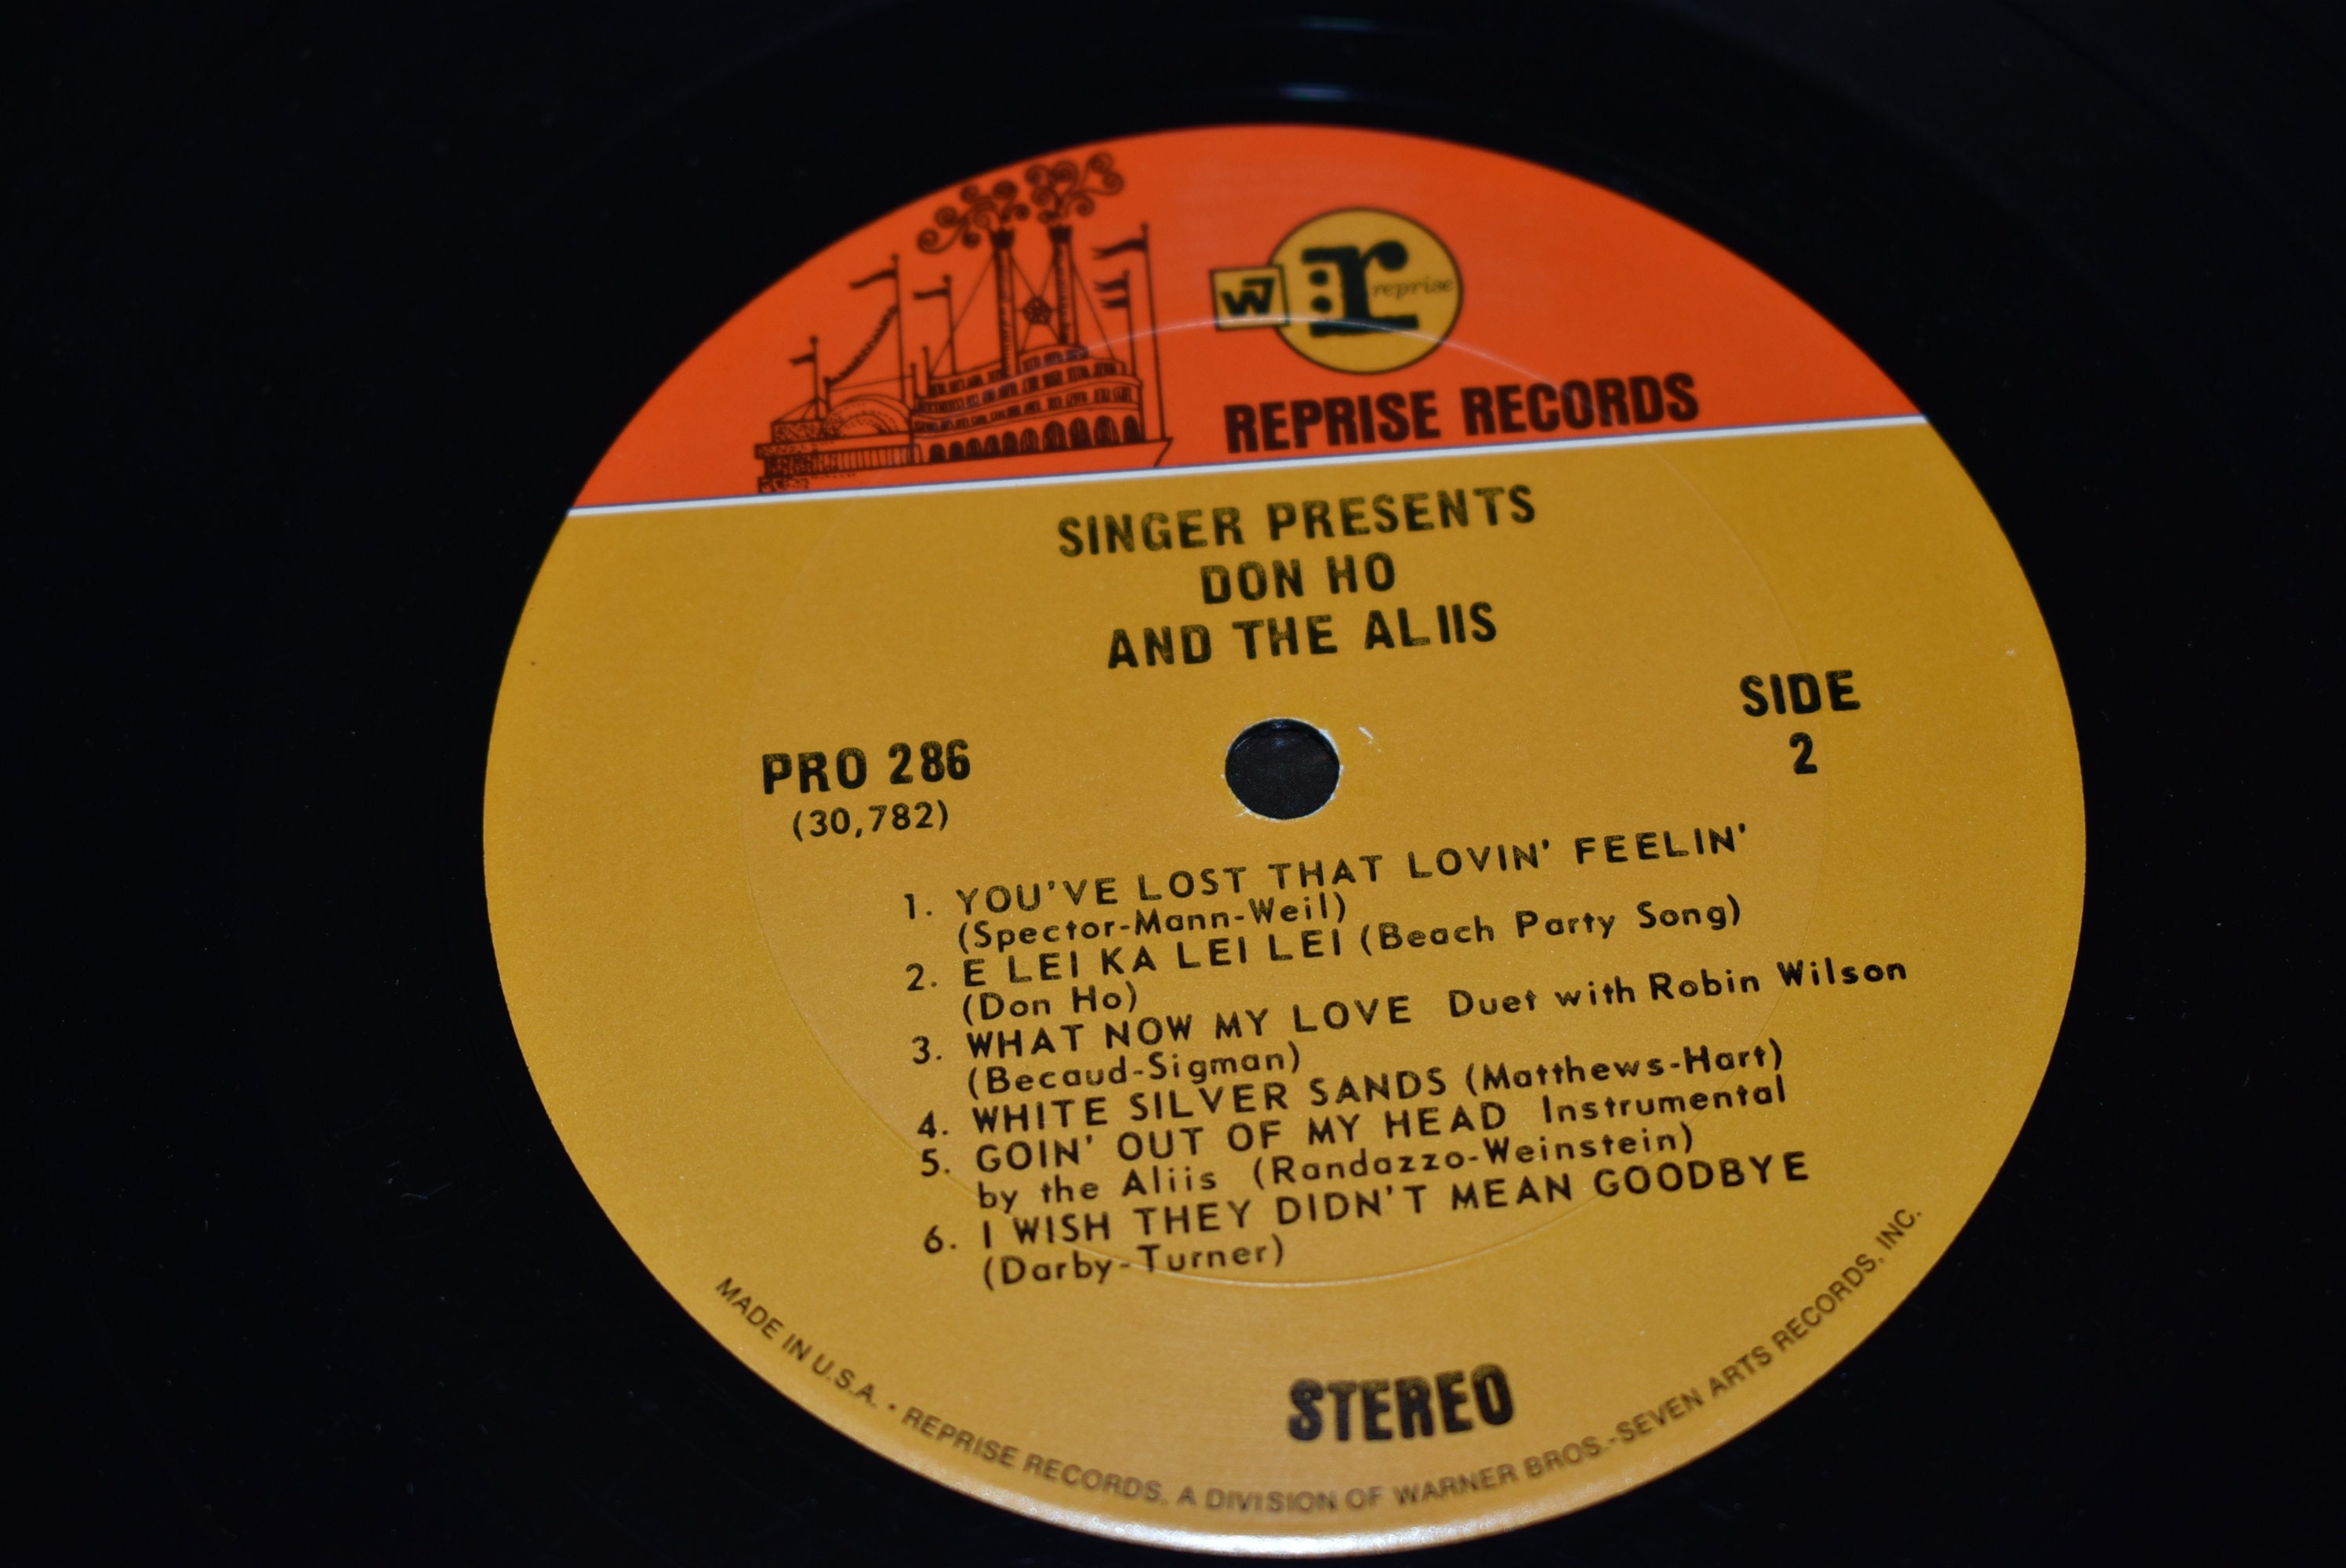 W7
:r reprise
REPRISE RECORDS
SINGER PRESENTS
DON HO
AND THE ALIIS
SIDE
2
PRO 286
(30,782)
1. YOU'VE LOST THAT LOVIN' FEELIN'
(Spector-Mann-Weil)
2. E LEI KA LEI LEI (Beach Party Song)
(Don Ho)
3. WHAT NOW MY LOVE Duet with Robin Wilson
(Becaud-Sigman)
4. WHITE SILVER SANDS (Matthews-Hart)
5. GOIN' OUT OF MY HEAD Instrumental
by the Aliis (Randazzo-Weinstein)
6. I WISH THEY DIDN'T MEAN GOODBYE
(Darby-Turner)
STEREO
MADE IN U.S.A. • REPRISE RECORDS, A DIVISION OF WARNER BROS.-SEVEN ARTS RECORDS, INC.